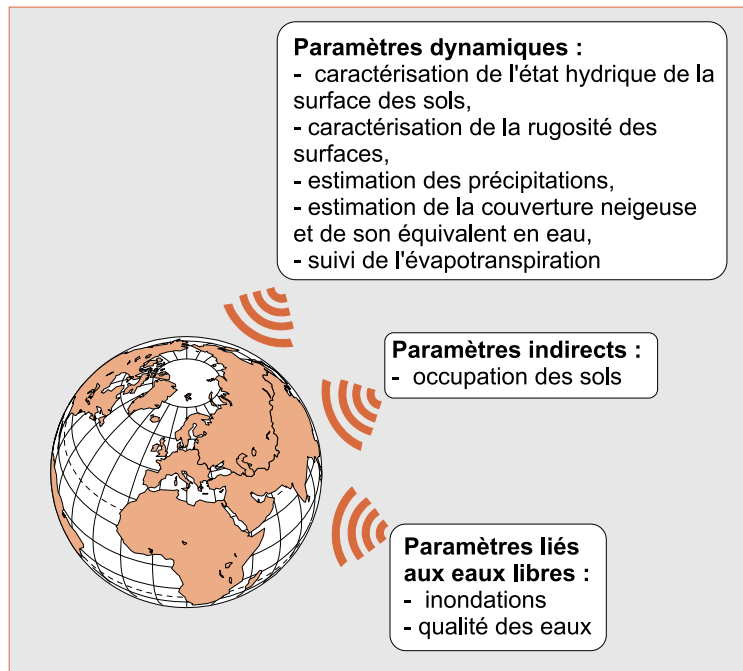 Paramètres dynamiques :
- caractérisation de l'état hydrique de la
surface des sols,
- caractérisation de la rugosité des
surfaces,
- estimation des précipitations,
- estimation de la couverture neigeuse
et de son équivalent en eau,
- suivi de l'évapotranspiration
Paramètres indirects :
- occupation des sols
Paramètres liés
aux eaux libres :
- inondations
- qualité des eaux